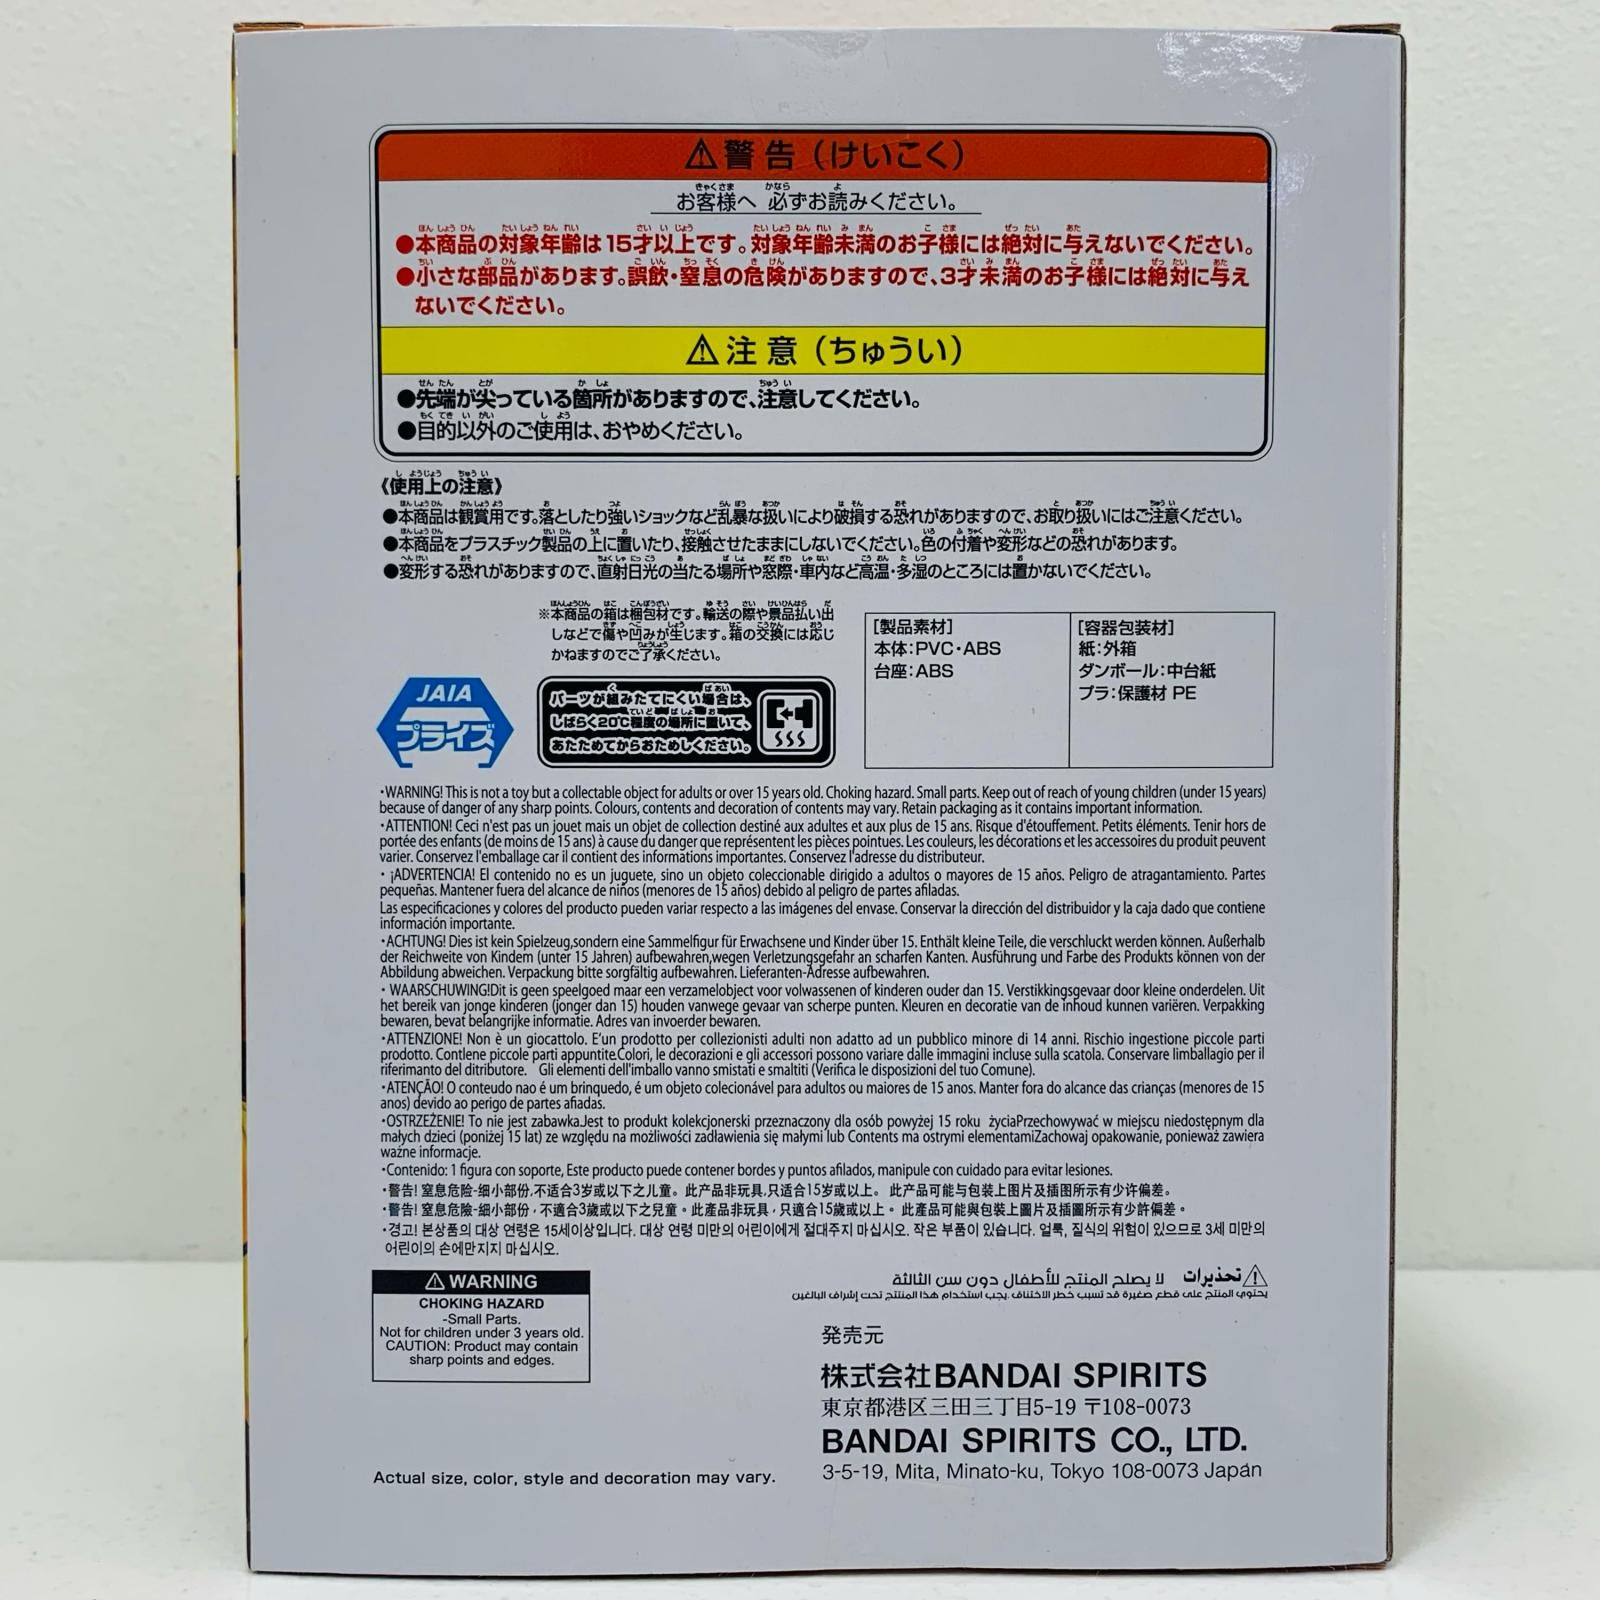 ⚠警告（けいこく）
お客様へ 必ずお読みください。
●本商品の対象年齢は15才以上です。対象年齢未満のお子様には絶対に与えないでください。
●小さな部品があります。誤飲・窒息の危険がありますので、3才未満のお子様には絶対に与え
ないでください。
⚠注意（ちゅうい）
●先端が尖っている箇所がありますので、注意してください。
●目的以外のご使用は、おやめください。
《使用上の注意》
●本商品は観賞用です。落としたり強いショックなど乱暴な扱いにより破損する恐れがありますので、お取り扱いにはご注意ください。
●本商品をプラスチック製品の上に置いたり、接触させたままにしないでください。色の付着や変形などの恐れがあります。
●変形する恐れがありますので、直射日光の当たる場所や窓際・車内など高温・多湿のところには置かないでください。
※本商品の箱は梱包材です。輸送の際や景品払い出
しなどで傷や凹みが生じます。箱の交換には応じ
かねますのでご了承ください。
[製品素材]
本体：PVC・ABS
台座：ABS
[容器包装材]
紙：外箱
ダンボール：中台紙
プラ：保護材 PE
JAIA
プライズ
パーツが組みたてにくい場合は、
しばらく20℃程度の場所に置いて、
あたためてからおためしください。
・WARNING! This is not a toy but a collectable object for adults or over 15 years old. Choking hazard. Small parts. Keep out of reach of young children (under 15 years)
because of danger of any sharp points. Colours, contents and decoration of contents may vary. Retain packaging as it contains important information.
・ATTENTION! Ceci n'est pas un jouet mais un objet de collection destiné aux adultes et aux plus de 15 ans. Risque d'étouffement. Petits éléments. Tenir hors de
portée des enfants (de moins de 15 ans) à cause du danger que représentent les pièces pointues. Les couleurs, les décorations et les accessoires du produit peuvent
varier. Conservez l'emballage car il contient des informations importantes. Conservez l'adresse du distributeur.
・ ¡ADVERTENCIA! El contenido no es un juguete, sino un objeto coleccionable dirigido a adultos o mayores de 15 años. Peligro de atragantamiento. Partes
pequeñas. Mantener fuera del alcance de niños (menores de 15 años) debido al peligro de partes afiladas.
Las especificaciones y colores del producto pueden variar respecto a las imágenes del envase. Conservar la dirección del distribuidor y la caja dado que contiene
información importante.
・ACHTUNG! Dies ist kein Spielzeug,sondern eine Sammelfigur für Erwachsene und Kinder über 15. Enthält kleine Teile, die verschluckt werden können. Außerhalb
der Reichweite von Kindem (unter 15 Jahren) aufbewahren,wegen Verletzungsgefahr an scharfen Kanten. Ausführung und Farbe des Produkts können von der
Abbildung abweichen. Verpackung bitte sorgfältig aufbewahren. Lieferanten-Adresse aufbewahren.
・ WAARSCHUWING!Dit is geen speelgoed maar een verzamelobject voor volwassenen of kinderen ouder dan 15. Verstikkingsgevaar door kleine onderdelen. Uit
het bereik van jonge kinderen (jonger dan 15) houden vanwege gevaar van scherpe punten. Kleuren en decoratie van de inhoud kunnen variëren. Verpakking
bewaren, bevat belangrijke informatie. Adres van invoerder bewaren.
・ATTENZIONE! Non è un giocattolo. E'un prodotto per collezionisti adulti non adatto ad un pubblico minore di 14 anni. Rischio ingestione piccole parti
prodotto. Contlene piccole parti appuntite.Colori, le decorazioni e gli accessori possono variare dalle immagini incluse sulla scatola. Conservare limballagio per il
riferimanto del ditributore. Gli elementi dell'imballo vanno smistati e smaltiti (Verifica le disposizioni del tuo Comune).
・ATENÇÃO! O conteudo nao é um brinquedo, é um objeto colecionável para adultos ou maiores de 15 anos. Manter fora do alcance das crianças (menores de 15
anos) devido ao perigo de partes afiadas.
・OSTRZEŻENIE! To nie jest zabawka.Jest to produkt kolekcjonerski przeznaczony dla osób powyżej 15 roku życiaPrzechowywać w miejscu niedostępnym dla
małych dzieci (poniżej 15 lat) ze względu na możliwości zadławienia się małymi lub Contents ma ostrymi elementamiZachowaj opakowanie, ponieważ zawiera
ważne informacje.
・Contenido: 1 figura con soporte, Este producto puede contener bordes y puntos afilados, manipule con cuidado para evitar lesiones.
・警告! 窒息危险-细小部份,不适合3岁或以下之儿童。此产品非玩具,只适合15岁或以上。 此产品可能与包装上图片及插图所示有少许偏差。
・警告! 窒息危險-細小部份,不適合3歲或以下之兒童。此產品非玩具,只適合15歲或以上。此產品可能與包裝上圖片及插圖所示有少許偏差。
・경고! 본상품의 대상 연령은 15세이상입니다. 대상 연령 미만의 어린이에게 절대주지 마십시오. 작은 부품이 있습니다. 얼룩, 질식의 위험이 있으므로 3세 미만의
어린이의 손에만지지 마십시오.
⚠ WARNING
CHOKING HAZARD
-Small Parts.
Not for children under 3 years old.
CAUTION: Product may contain
sharp points and edges.
⚠تحذيرات لا يصلح المنتج للأطفال دون سن الثالثة
يحتوي المنتج على قطع صغيرة قد تسبب خطر الاختناق .يجب استخدام هذا المنتج تحت إشراف البالغين
発売元
株式会社BANDAI SPIRITS
東京都港区三田三丁目5-19 〒108-0073
BANDAI SPIRITS CO., LTD.
3-5-19, Mita, Minato-ku, Tokyo 108-0073 Japan
Actual size, color, style and decoration may vary.